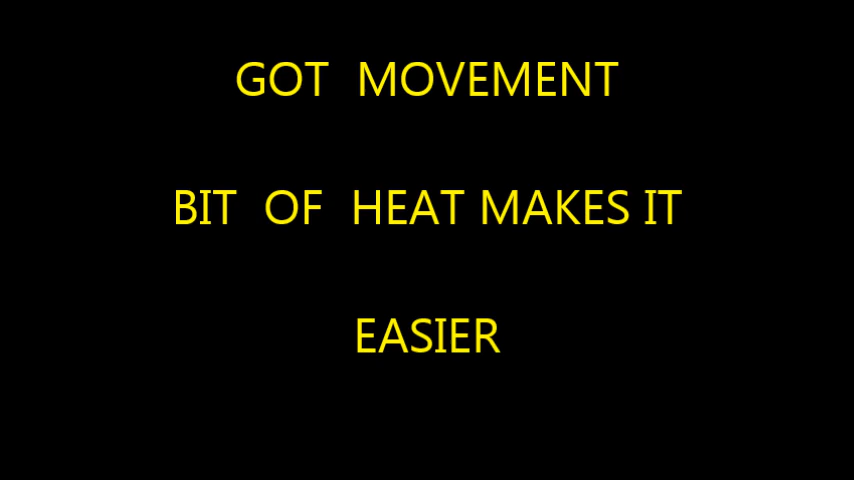 GOT  MOVEMENT
BIT  OF  HEAT MAKES IT
EASIER